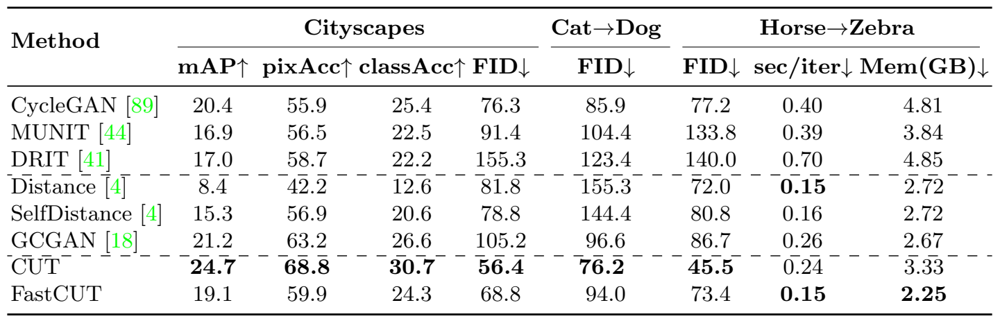 Method Cityscapes Cat→Dog Horse→Zebra
mAP↑ pixAcc↑ classAcc↑ FID↓ FID↓ FID↓ sec/iter↓ Mem(GB)↓
CycleGAN [89] 20.4 55.9 25.4 76.3 85.9 77.2 0.40 4.81
MUNIT [44] 16.9 56.5 22.5 91.4 104.4 133.8 0.39 3.84
DRIT [41] 17.0 58.7 22.2 155.3 123.4 140.0 0.70 4.85
Distance [4] 8.4 42.2 12.6 81.8 155.3 72.0 0.15 2.72
SelfDistance [4] 15.3 56.9 20.6 78.8 144.4 80.8 0.16 2.72
GCGAN [18] 21.2 63.2 26.6 105.2 96.6 86.7 0.26 2.67
CUT 24.7 68.8 30.7 56.4 76.2 45.5 0.24 3.33
FastCUT 19.1 59.9 24.3 68.8 94.0 73.4 0.15 2.25